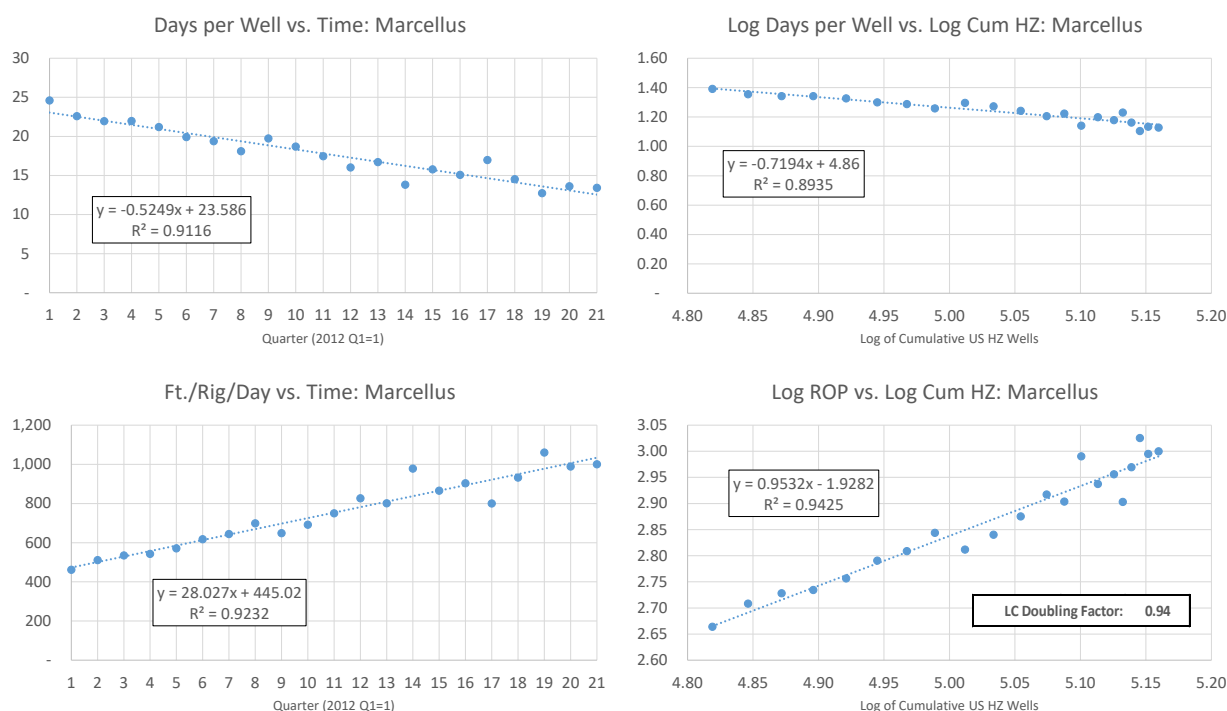 Days per Well vs. Time: Marcellus
30
25
20
15
10
5
-
y = -0.5249x + 23.586
R² = 0.9116
1 2 3 4 5 6 7 8 9 10 11 12 13 14 15 16 17 18 19 20 21
Quarter (2012 Q1=1)
Log Days per Well vs. Log Cum HZ: Marcellus
1.60
1.40
1.20
1.00
0.80
0.60
0.40
0.20
-
y = -0.7194x + 4.86
R² = 0.8935
4.80 4.85 4.90 4.95 5.00 5.05 5.10 5.15 5.20
Log of Cumulative US HZ Wells
Ft./Rig/Day vs. Time: Marcellus
1,200
1,000
800
600
400
200
-
y = 28.027x + 445.02
R² = 0.9232
1 2 3 4 5 6 7 8 9 10 11 12 13 14 15 16 17 18 19 20 21
Quarter (2012 Q1=1)
Log ROP vs. Log Cum HZ: Marcellus
3.05
3.00
2.95
2.90
2.85
2.80
2.75
2.70
2.65
2.60
y = 0.9532x - 1.9282
R² = 0.9425
LC Doubling Factor: 0.94
4.80 4.85 4.90 4.95 5.00 5.05 5.10 5.15 5.20
Log of Cumulative US HZ Wells